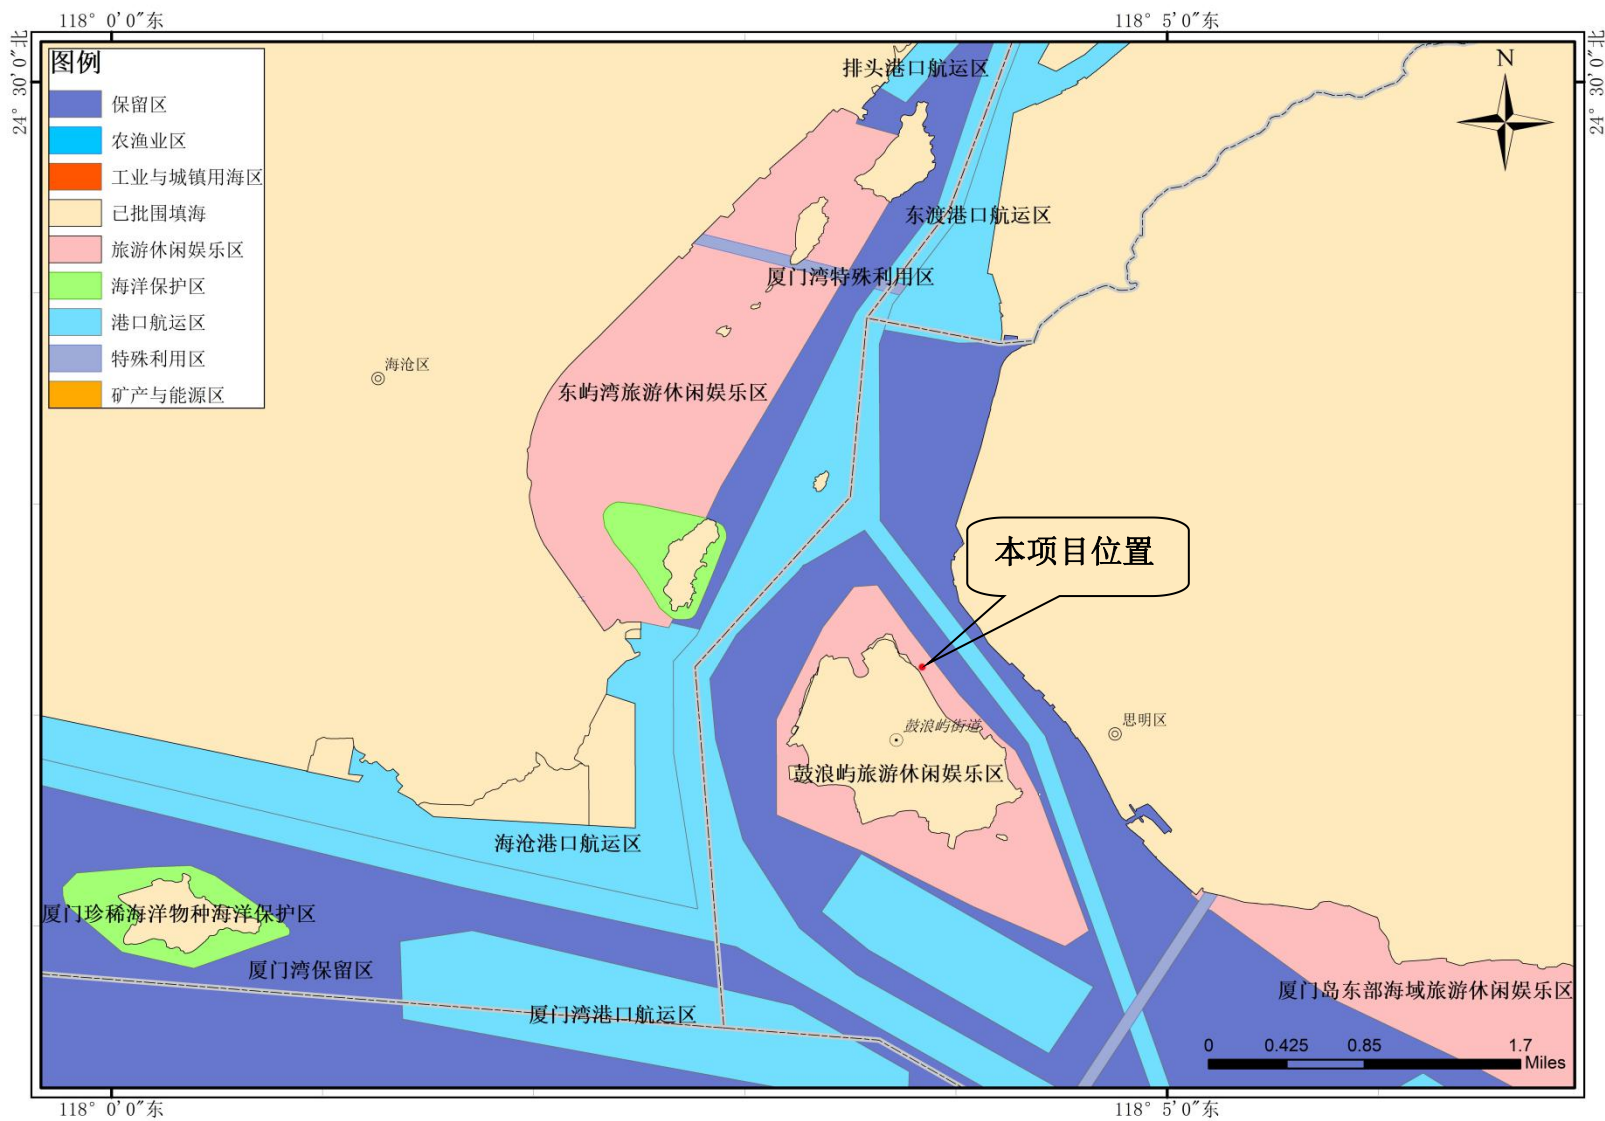 118° 0′0″东
118° 5′0″东
24° 30′0″北
24° 30′0″北
图例
保留区
农渔业区
工业与城镇用海区
已批围填海
旅游休闲娱乐区
海洋保护区
港口航运区
特殊利用区
矿产与能源区
N
排头港口航运区
东渡港口航运区
厦门湾特殊利用区
海沧区
东屿湾旅游休闲娱乐区
本项目位置
思明区
鼓浪屿街道
鼓浪屿旅游休闲娱乐区
海沧港口航运区
厦门珍稀海洋物种海洋保护区
厦门湾保留区
厦门岛东部海域旅游休闲娱乐区
厦门湾港口航运区
0 0.425 0.85 1.7
Miles
118° 0′0″东
118° 5′0″东